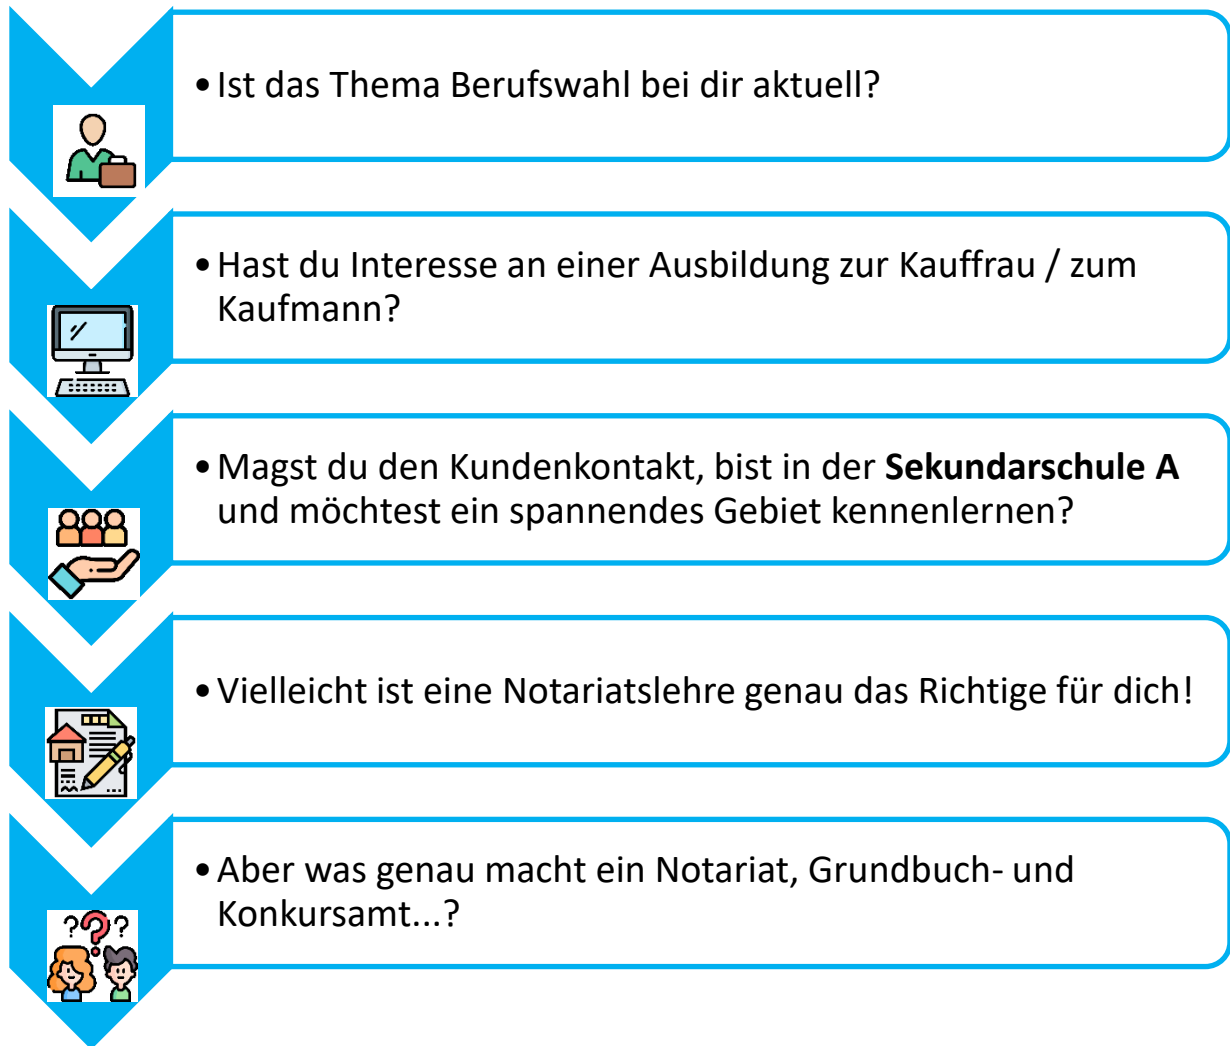 • Ist das Thema Berufswahl bei dir aktuell?
• Hast du Interesse an einer Ausbildung zur Kauffrau / zum
Kaufmann?
• Magst du den Kundenkontakt, bist in der Sekundarschule A
und möchtest ein spannendes Gebiet kennenlernen?
• Vielleicht ist eine Notariatslehre genau das Richtige für dich!
• Aber was genau macht ein Notariat, Grundbuch- und
Konkursamt...?
???